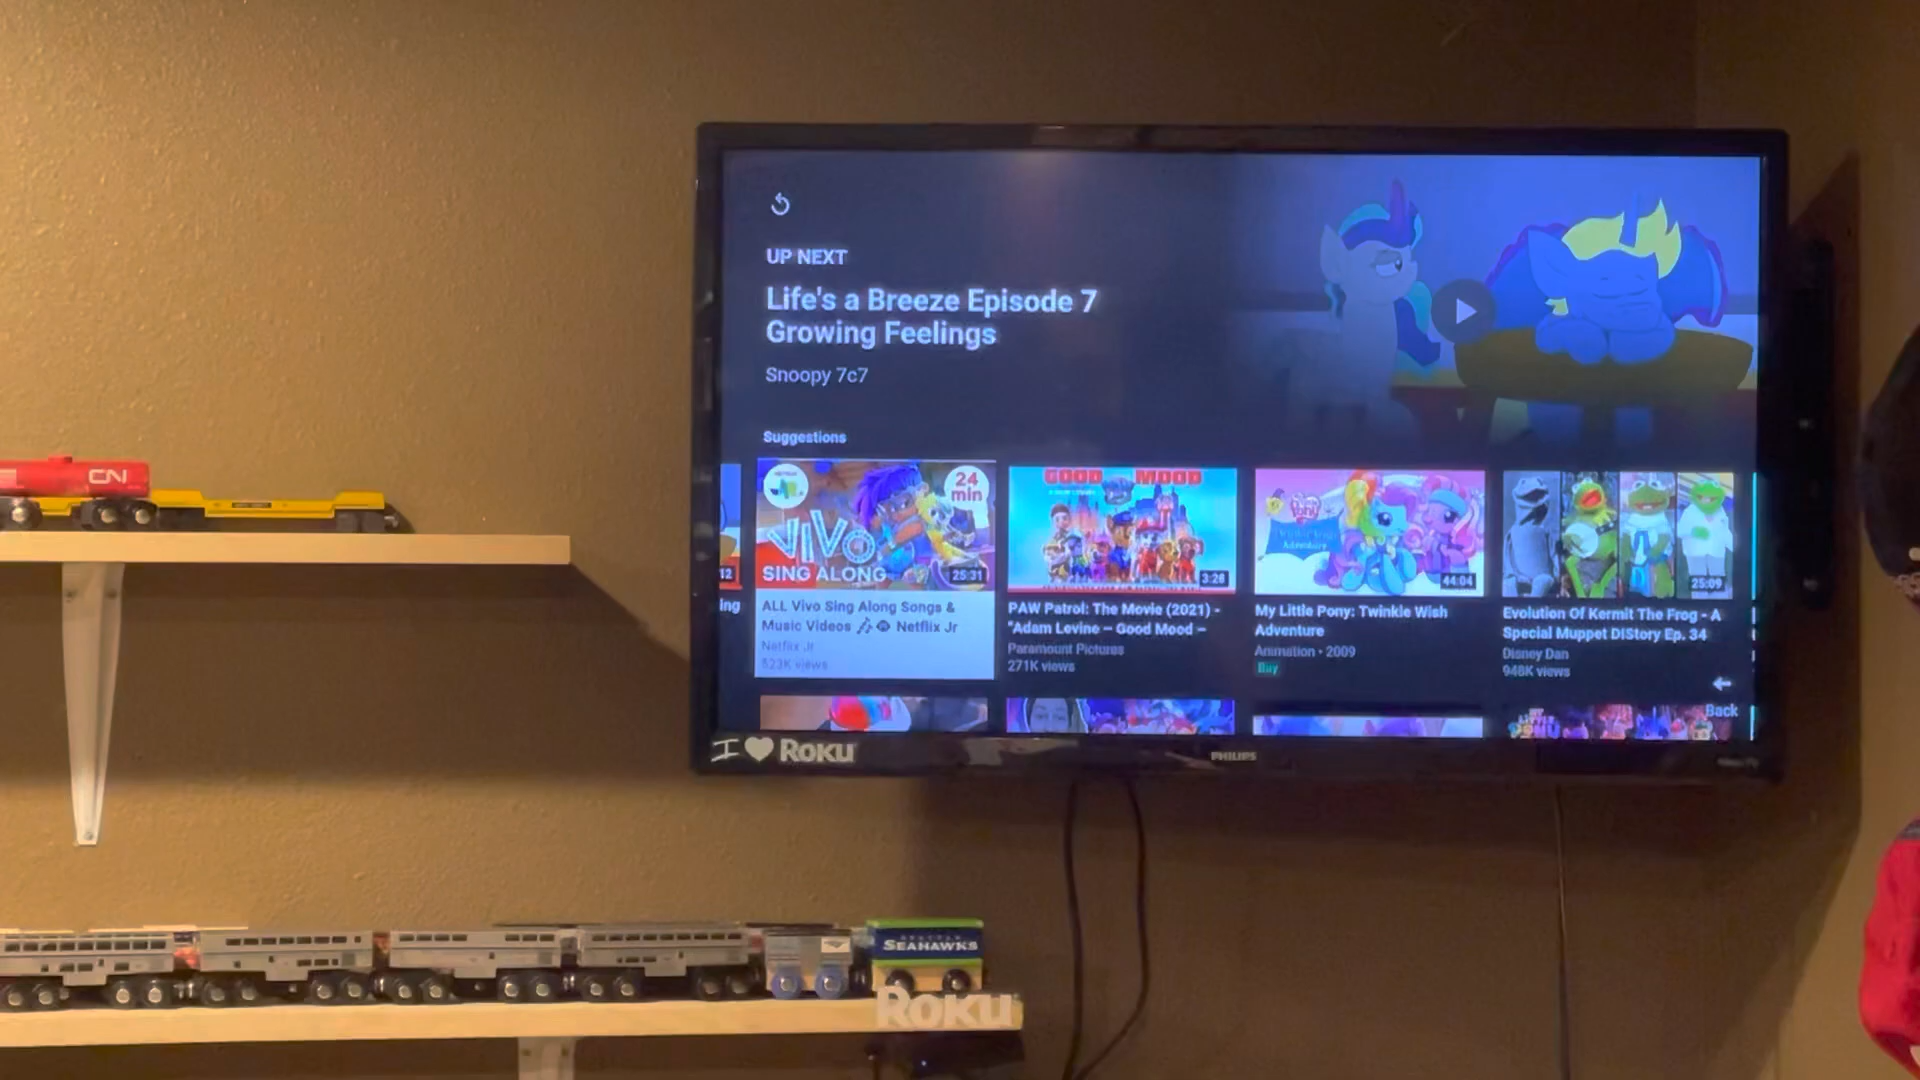 UP NEXT
Life's a Breeze Episode 7
Growing Feelings
Snoopy 7c7
Suggestions
24
min
VIVO
SING ALONG
25:31
GOOD MOOD
3:28
44:04
25:09
12
ing
ALL Vivo Sing Along Songs &
Music Videos 🎶 Netflix Jr
Netflix Jr
523K views
PAW Patrol: The Movie (2021) -
"Adam Levine – Good Mood –
Paramount Pictures
271K views
My Little Pony: Twinkle Wish
Adventure
Animation • 2009
Buy
Evolution Of Kermit The Frog - A
Special Muppet DIStory Ep. 34
Disney Dan
948K views
Back
I ♥ Roku
PHILIPS
CN
SEAHAWKS
Roku